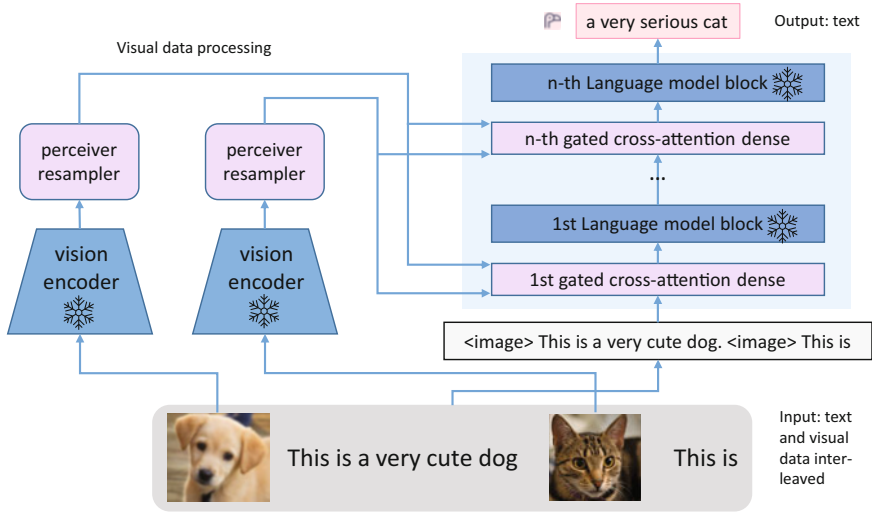 a very serious cat
Output: text
Visual data processing
n-th Language model block
n-th gated cross-attention dense
...
1st Language model block
1st gated cross-attention dense
perceiver
resampler
perceiver
resampler
vision
encoder
vision
encoder
<image> This is a very cute dog. <image> This is
This is a very cute dog
This is
Input: text
and visual
data inter-
leaved